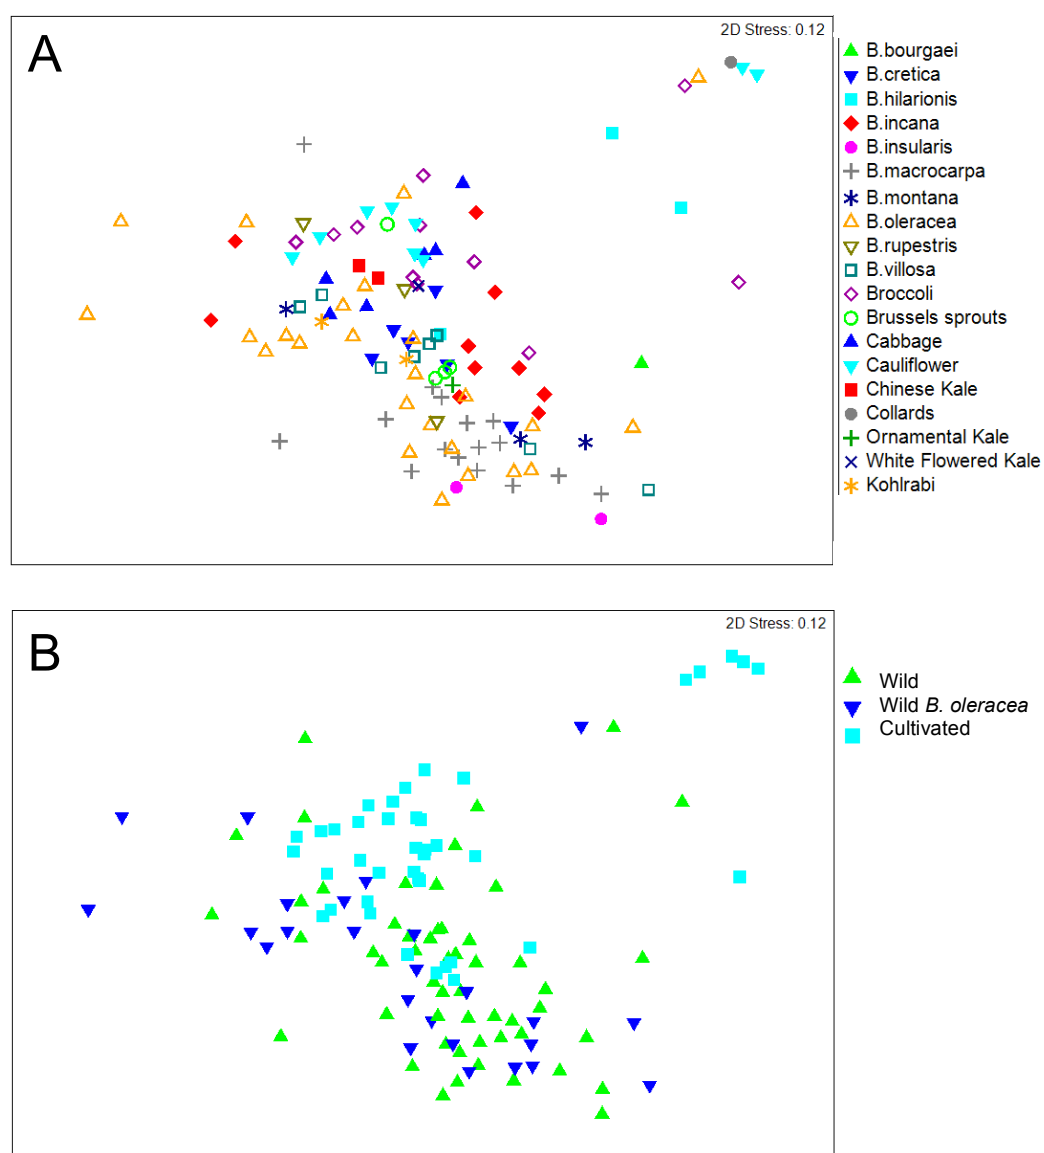 2D Stress: 0.12
A
B.bourgaei
B.cretica
B.hilarionis
B.incana
B.insularis
B.macrocarpa
B.montana
B.oleracea
B.rupestris
B.villosa
Broccoli
Brussels sprouts
Cabbage
Cauliflower
Chinese Kale
Collards
Ornamental Kale
White Flowered Kale
Kohlrabi
2D Stress: 0.12
B
Wild
Wild B. oleracea
Cultivated